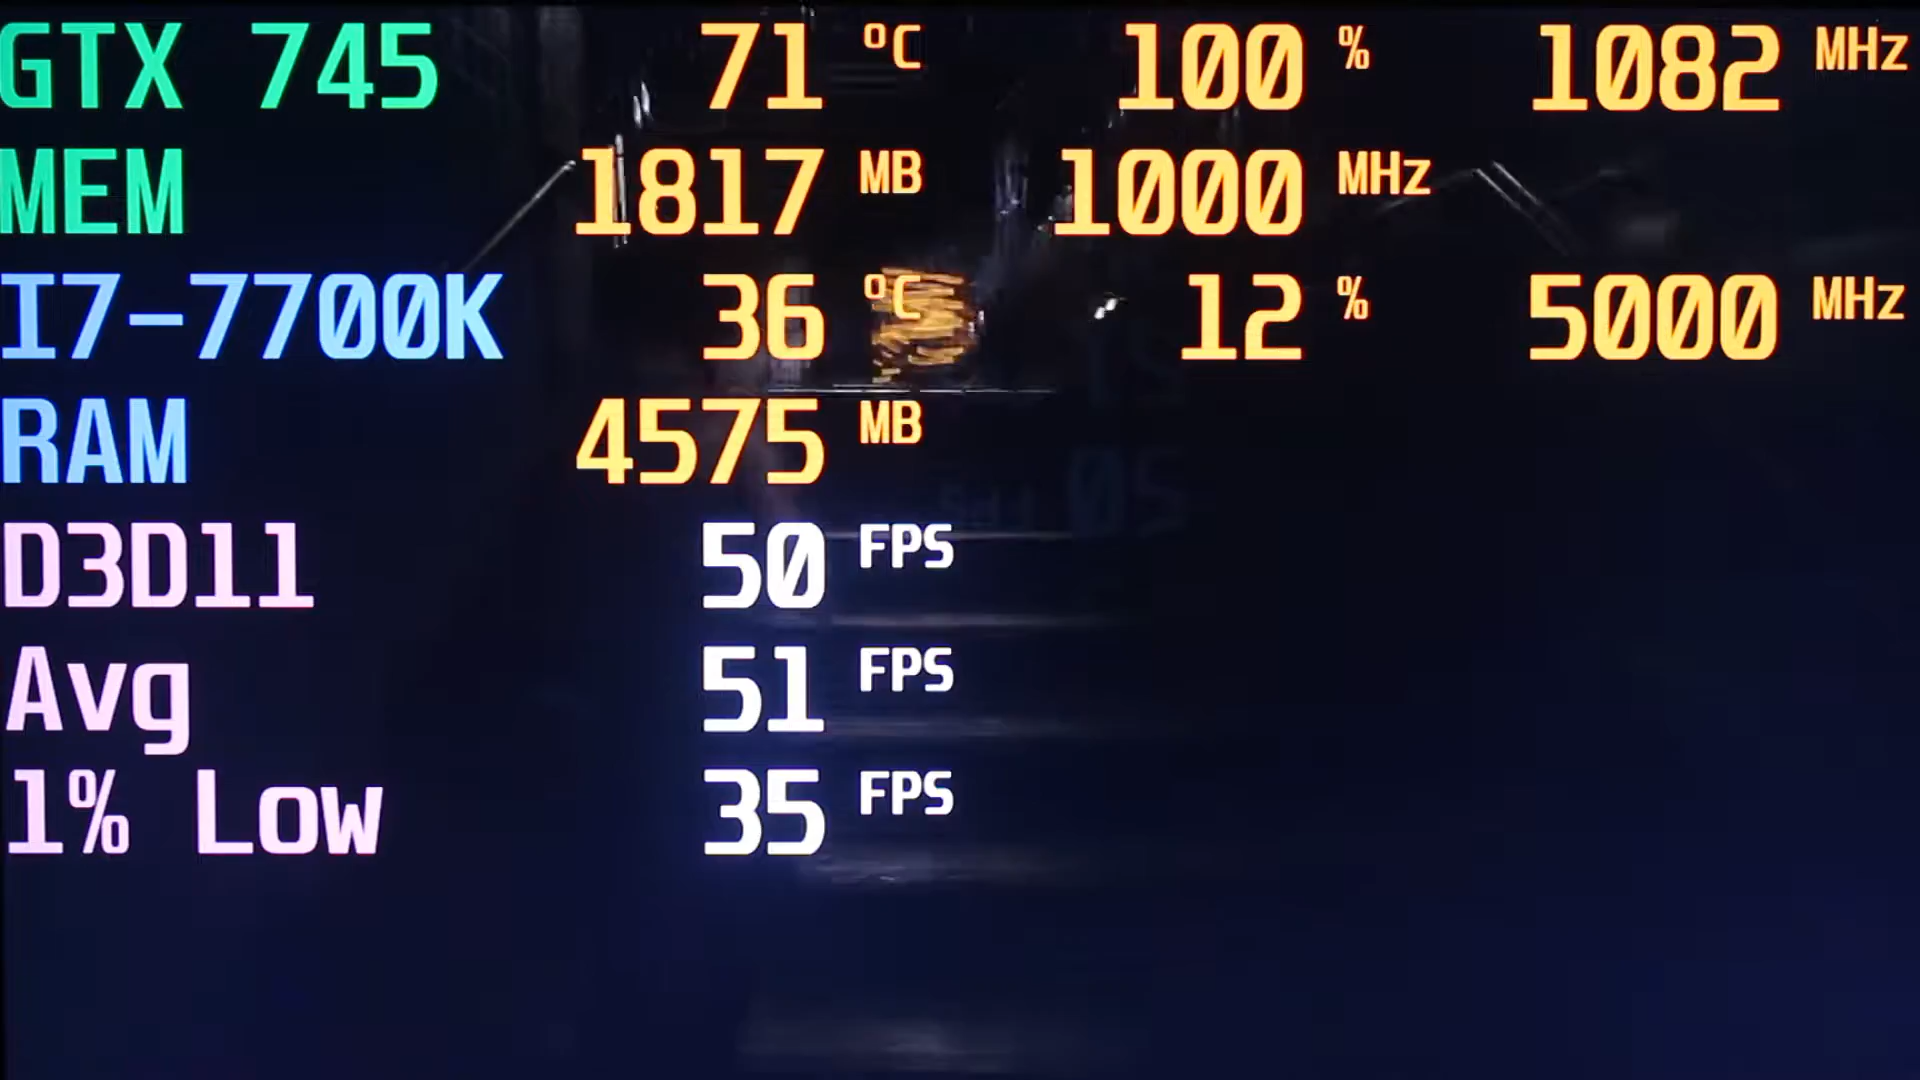 GTX 745 71 °C 100 % 1082 MHz
MEM 1817 MB 1000 MHz
I7-7700K 36 °C 12 % 5000 MHz
RAM 4575 MB
D3D11 50 FPS
Avg 51 FPS
1% Low 35 FPS